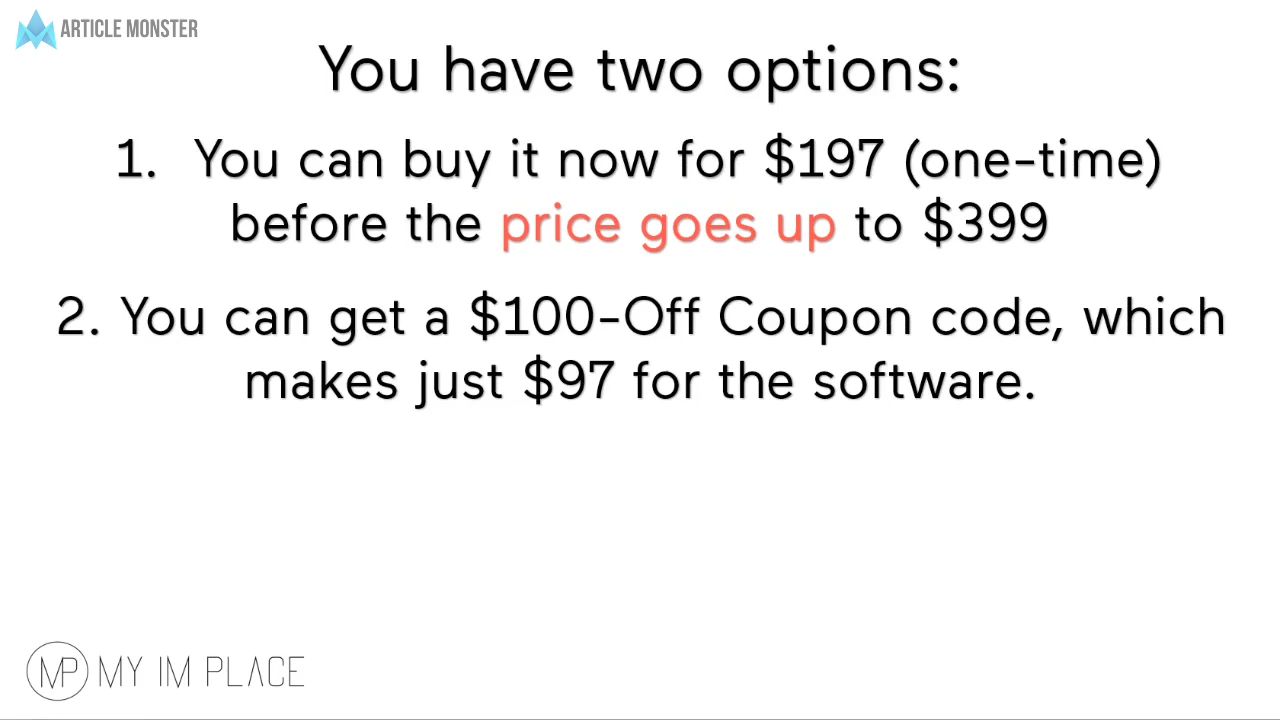 ARTICLE MONSTER
You have two options:
1. You can buy it now for $197 (one-time)
before the price goes up to $399
2. You can get a $100-Off Coupon code, which
makes just $97 for the software.
MP MY IM PLACE